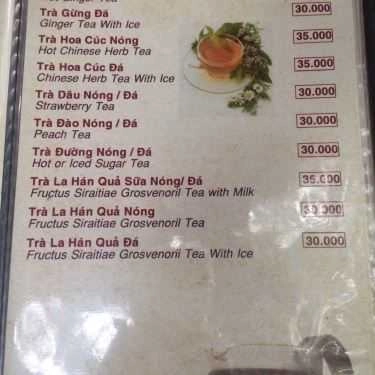 Ginger Tea
Trà Gừng Đá 30.000
Ginger Tea With Ice
Trà Hoa Cúc Nóng 35.000
Hot Chinese Herb Tea
Trà Hoa Cúc Đá 35.000
Chinese Herb Tea With Ice
Trà Dâu Nóng / Đá 30.000
Strawberry Tea
Trà Đào Nóng / Đá 30.000
Peach Tea
Trà Đường Nóng / Đá 30.000
Hot or Iced Sugar Tea
Trà La Hán Quả Sữa Nóng/ Đá 35.000
Fructus Siraitiae Grosvenorii Tea with Milk
Trà La Hán Quả Nóng 30.000
Fructus Siraitiae Grosvenorii Tea
Trà La Hán Quả Đá 30.000
Fructus Siraitiae Grosvenorii Tea With Ice